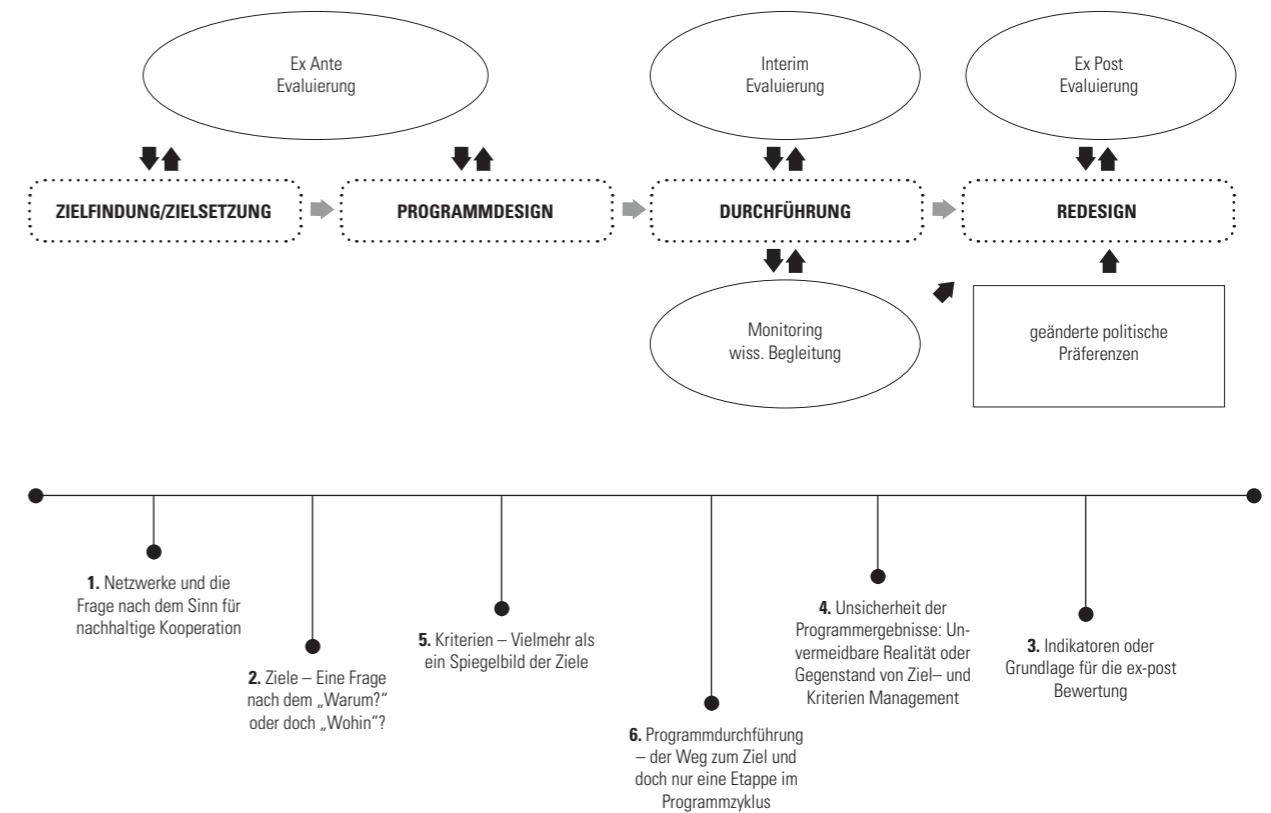 Ex Ante
Evaluierung
Interim
Evaluierung
Ex Post
Evaluierung
ZIELFINDUNG/ZIELSETZUNG
PROGRAMMDESIGN
DURCHFÜHRUNG
REDESIGN
Monitoring
wiss. Begleitung
geänderte politische
Präferenzen
1. Netzwerke und die
Frage nach dem Sinn für
nachhaltige Kooperation
2. Ziele – Eine Frage
nach dem „Warum?“
oder doch „Wohin“?
5. Kriterien – Vielmehr als
ein Spiegelbild der Ziele
6. Programmdurchführung
– der Weg zum Ziel und
doch nur eine Etappe im
Programmzyklus
4. Unsicherheit der
Programmergebnisse: Un-
vermeidbare Realität oder
Gegenstand von Ziel– und
Kriterien Management
3. Indikatoren oder
Grundlage für die ex-post
Bewertung